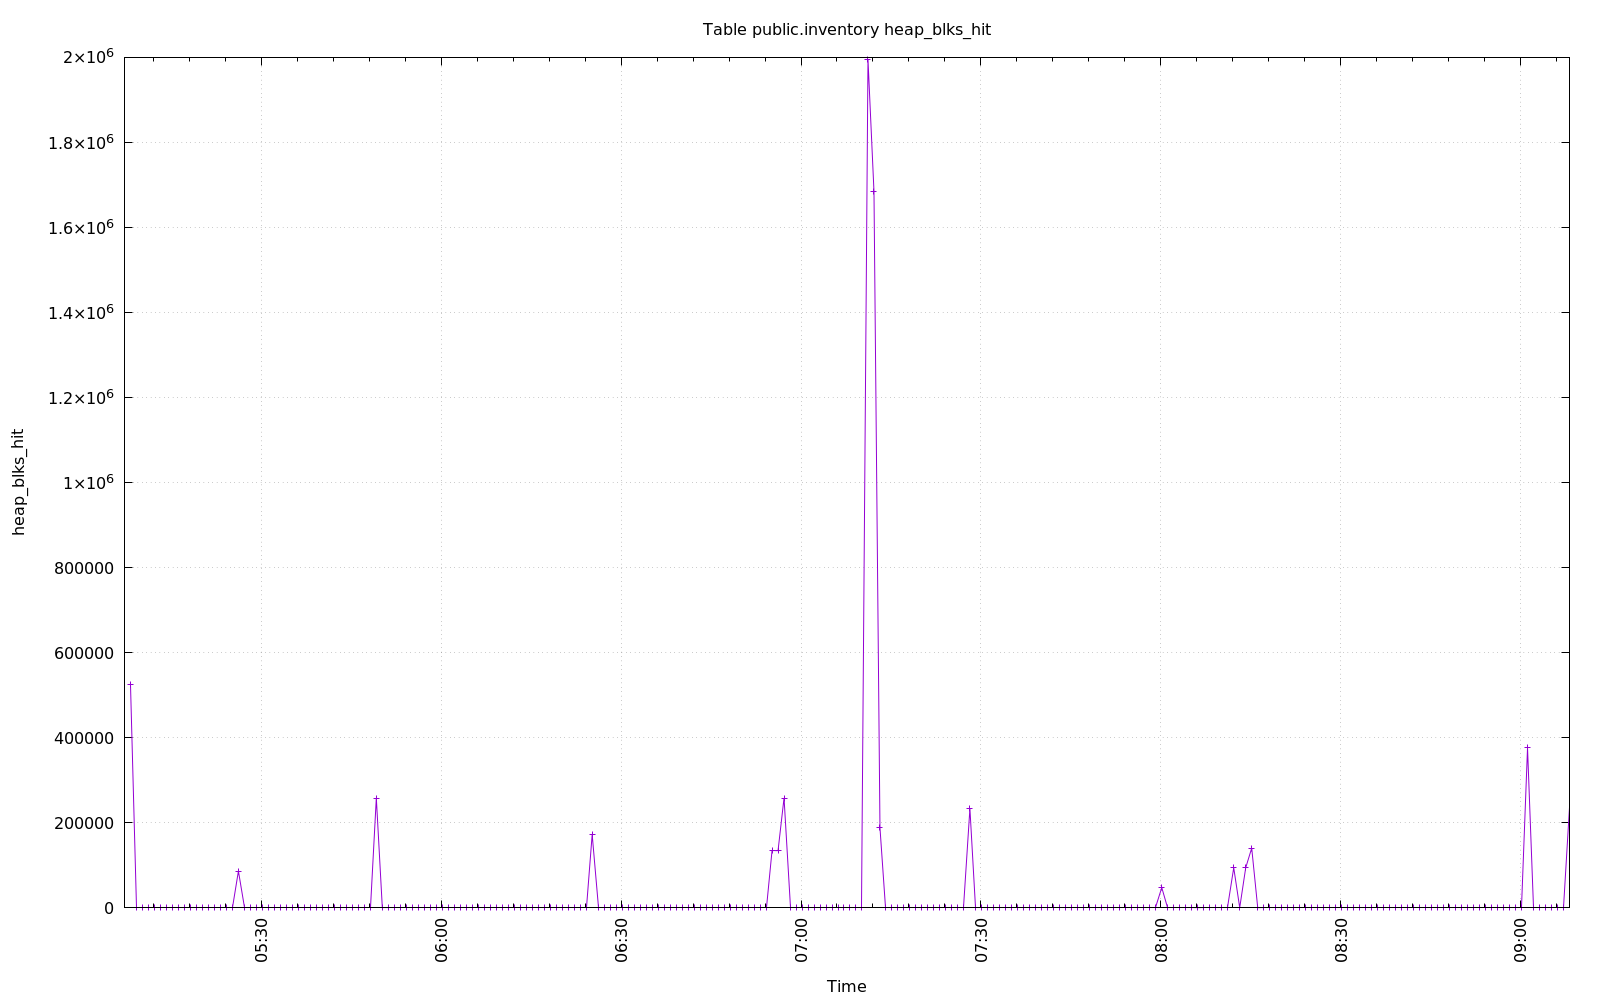 Table public.inventory heap_blks_hit
heap_blks_hit
2×10⁶
1.8×10⁶
1.6×10⁶
1.4×10⁶
1.2×10⁶
1×10⁶
800000
600000
400000
200000
0
05:30 06:00 06:30 07:00 07:30 08:00 08:30 09:00
Time